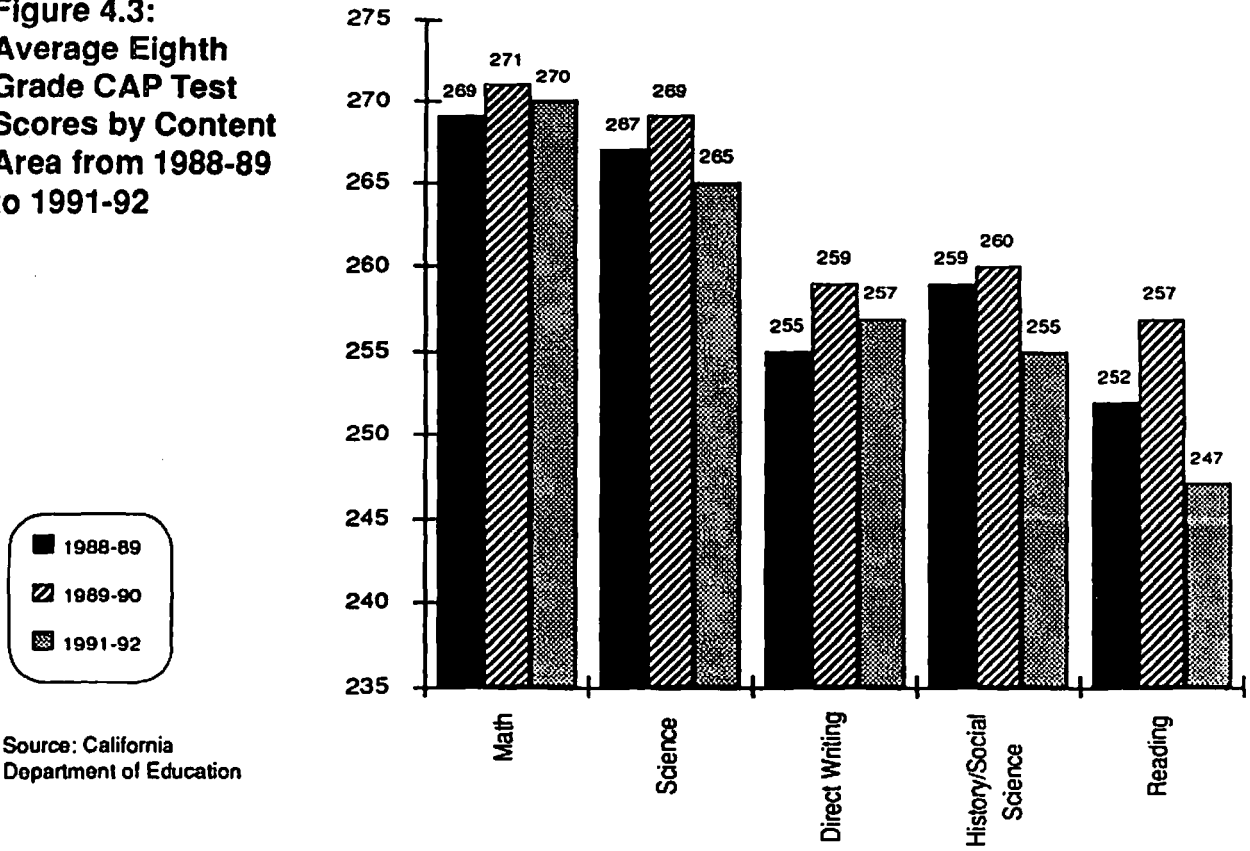 Figure 4.3:
Average Eighth
Grade CAP Test
Scores by Content
Area from 1988-89
to 1991-92
275
270
265
260
255
250
245
240
235
269
271
270
267
269
265
255
259
257
259
260
255
252
257
247
Math
Science
Direct Writing
History/Social
Science
Reading
1988-89
1989-90
1991-92
Source: California
Department of Education